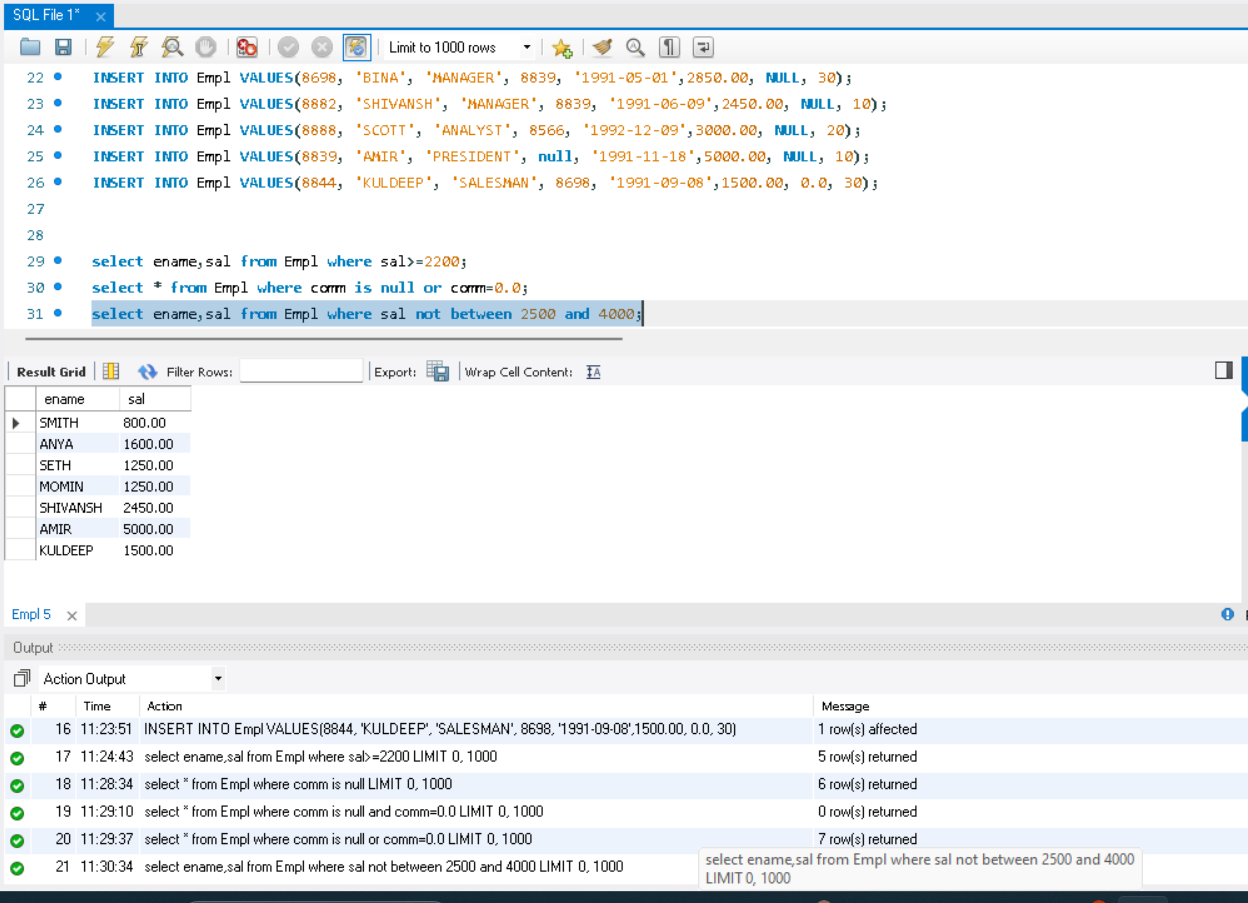 SQL File 1*
Limit to 1000 rows
22 INSERT INTO Empl VALUES(8698, 'BINA', 'MANAGER', 8839, '1991-05-01',2850.00, NULL, 30);
23 INSERT INTO Empl VALUES(8882, 'SHIVANSH', 'MANAGER', 8839, '1991-06-09',2450.00, NULL, 10);
24 INSERT INTO Empl VALUES(8888, 'SCOTT', 'ANALYST', 8566, '1992-12-09',3000.00, NULL, 20);
25 INSERT INTO Empl VALUES(8839, 'AMIR', 'PRESIDENT', null, '1991-11-18',5000.00, NULL, 10);
26 INSERT INTO Empl VALUES(8844, 'KULDEEP', 'SALESMAN', 8698, '1991-09-08',1500.00, 0.0, 30);
27
28
29 select ename,sal from Empl where sal>=2200;
30 select * from Empl where comm is null or comm=0.0;
31 select ename,sal from Empl where sal not between 2500 and 4000;
Result Grid Filter Rows: Export: Wrap Cell Content: IA
ename sal
SMITH 800.00
ANYA 1600.00
SETH 1250.00
MOMIN 1250.00
SHIVANSH 2450.00
AMIR 5000.00
KULDEEP 1500.00
Empl 5
Output
Action Output
# Time Action Message
16 11:23:51 INSERT INTO Empl VALUES(8844, 'KULDEEP', 'SALESMAN', 8698, '1991-09-08',1500.00, 0.0, 30) 1 row(s) affected
17 11:24:43 select ename,sal from Empl where sal>=2200 LIMIT 0, 1000 5 row(s) returned
18 11:28:34 select * from Empl where comm is null LIMIT 0, 1000 6 row(s) returned
19 11:29:10 select * from Empl where comm is null and comm=0.0 LIMIT 0, 1000 0 row(s) returned
20 11:29:37 select * from Empl where comm is null or comm=0.0 LIMIT 0, 1000 7 row(s) returned
21 11:30:34 select ename,sal from Empl where sal not between 2500 and 4000 LIMIT 0, 1000
select ename,sal from Empl where sal not between 2500 and 4000
LIMIT 0, 1000